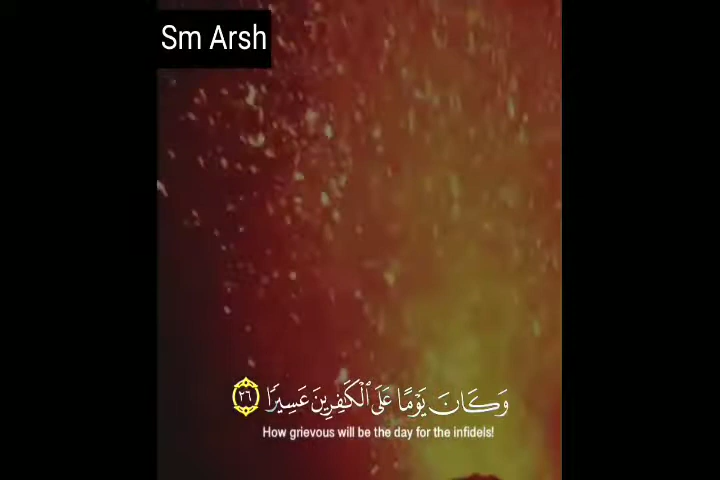 Sm Arsh
وَكَانَ يَوْمًا عَلَى ٱلْكَٰفِرِينَ عَسِيرًا ٢٦
How grievous will be the day for the infidels!